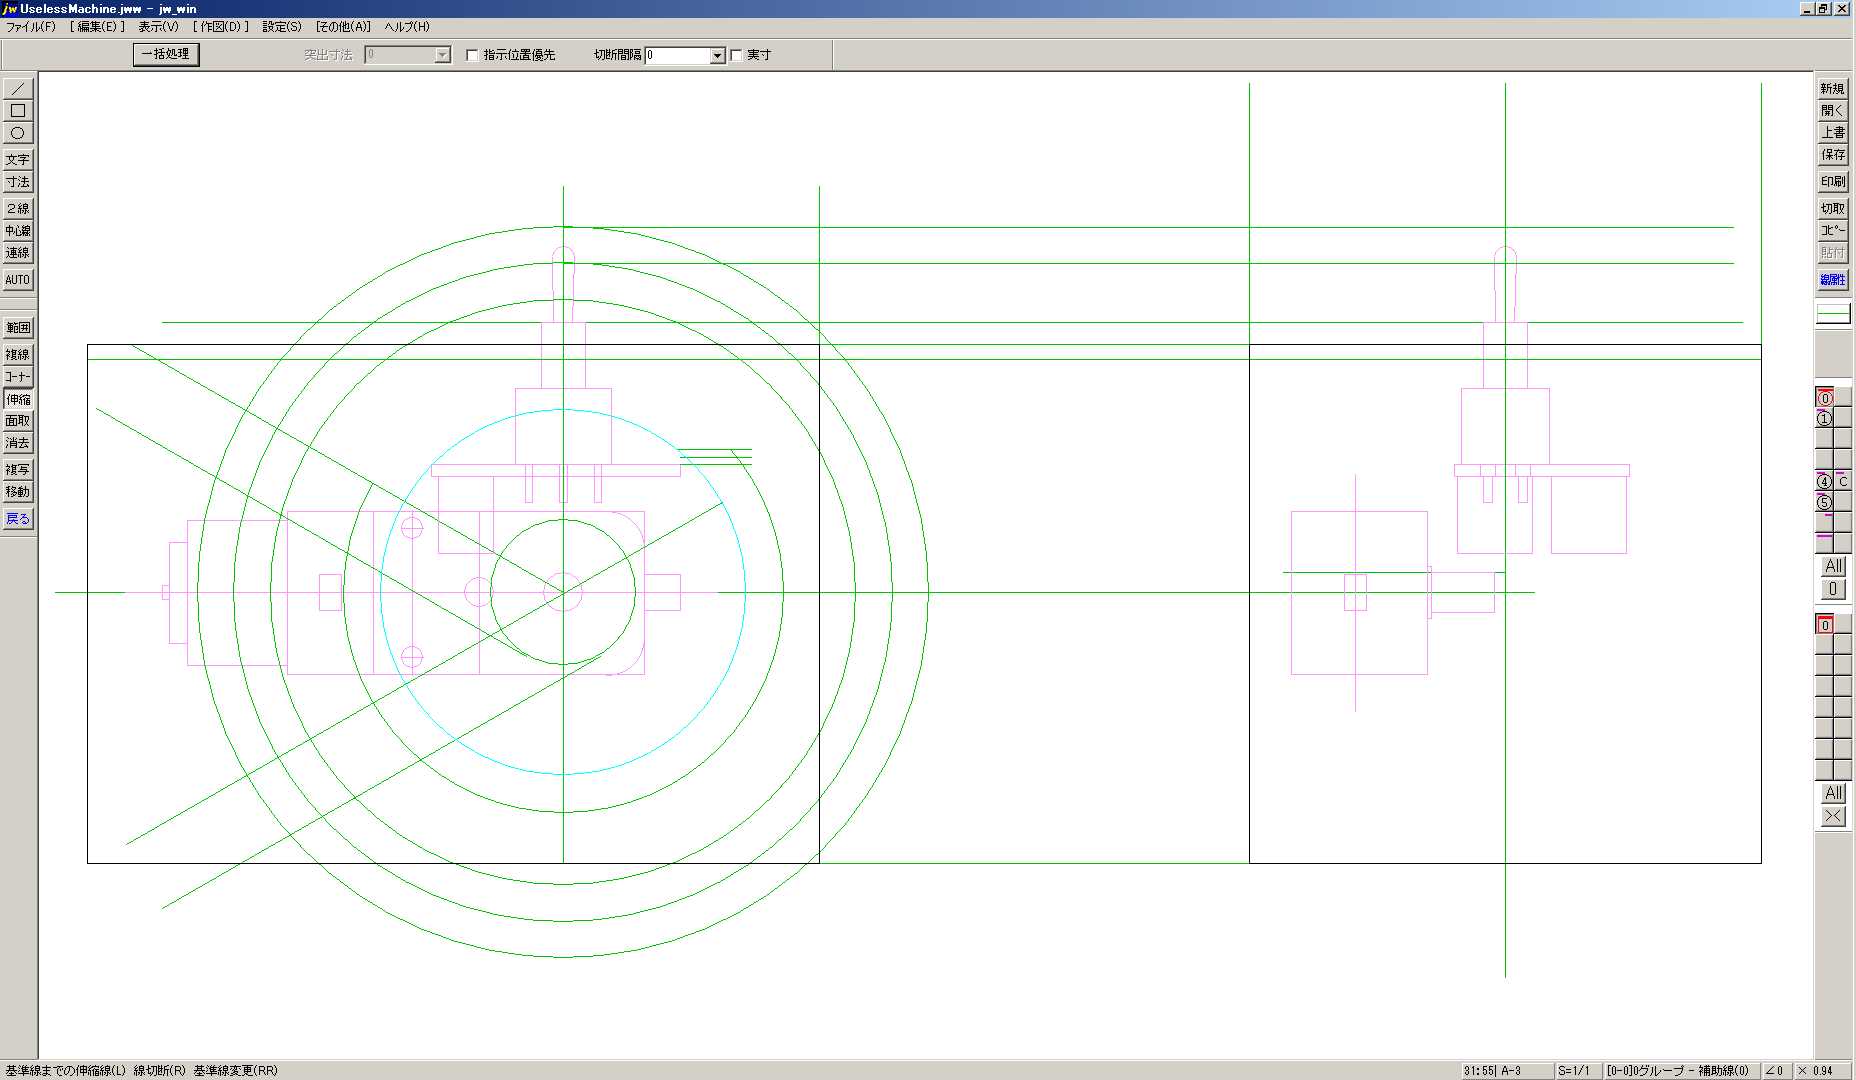 jw UselessMachine.jww - jw_win
ファイル(F) [編集(E)] 表示(V) [作図(D)] 設定(S) [その他(A)] ヘルプ(H)
一括処理 突出寸法 0 指示位置優先 切断間隔 0 実寸
／
□
○
文字
寸法
２線
中心線
連線
AUTO
範囲
複線
ｺｰﾅｰ
伸縮
面取
消去
複写
移動
戻る
新規
開く
上書
保存
印刷
切取
ｺﾋﾟｰ
貼付
線属性
0
1
4 C
5
All
0
0
All
×
基準線までの伸縮線(L) 線切断(R) 基準線変更(RR)
31:55| A-3 S=1/1 [0-0]0グループ - 補助線(0) ∠0 × 0.94